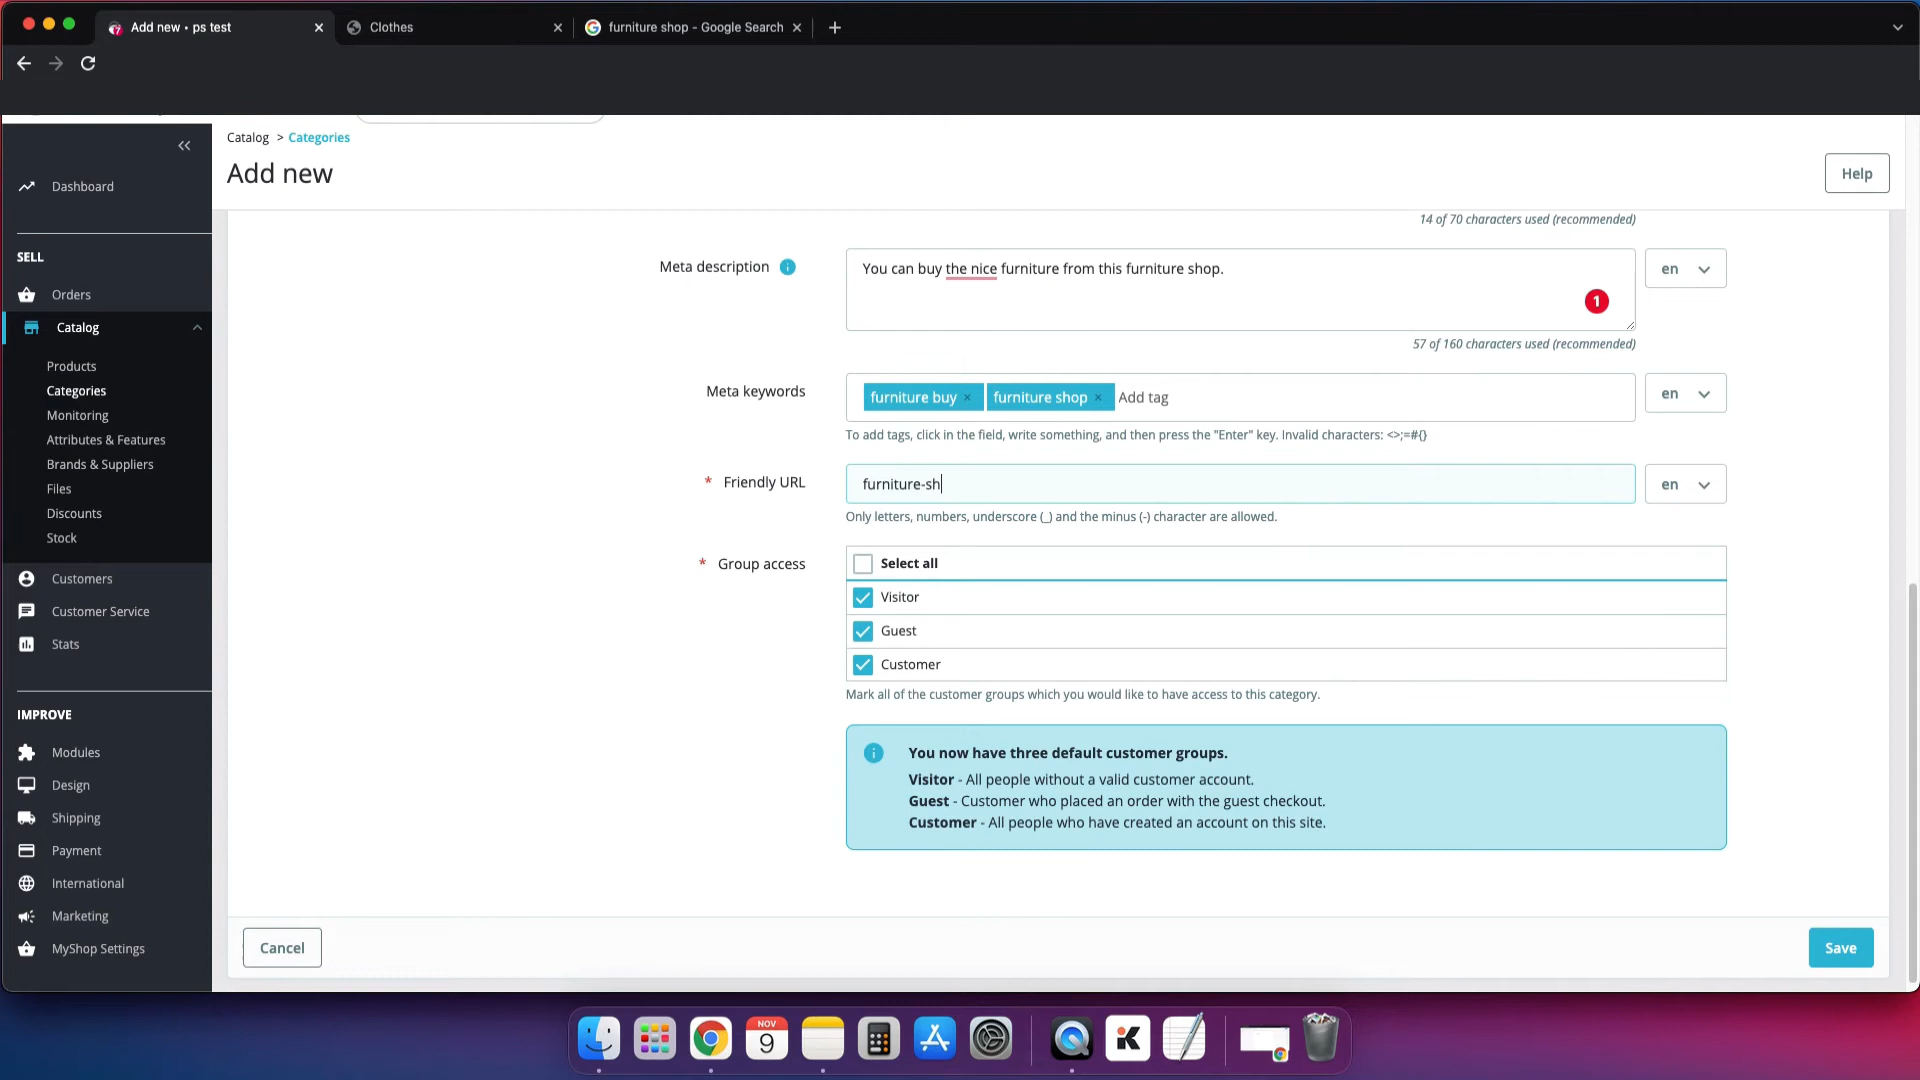 Add new • ps test
Clothes
furniture shop - Google Search
Catalog > Categories
Add new
Help
Dashboard
SELL
Orders
Catalog
Products
Categories
Monitoring
Attributes & Features
Brands & Suppliers
Files
Discounts
Stock
Customers
Customer Service
Stats
IMPROVE
Modules
Design
Shipping
Payment
International
Marketing
MyShop Settings
14 of 70 characters used (recommended)
Meta description
You can buy the nice furniture from this furniture shop.
1
en
57 of 160 characters used (recommended)
Meta keywords
furniture buy × furniture shop × Add tag
en
To add tags, click in the field, write something, and then press the "Enter" key. Invalid characters: <>;=#{}
* Friendly URL
furniture-sh
en
Only letters, numbers, underscore (_) and the minus (-) character are allowed.
* Group access
Select all
Visitor
Guest
Customer
Mark all of the customer groups which you would like to have access to this category.
You now have three default customer groups.
Visitor - All people without a valid customer account.
Guest - Customer who placed an order with the guest checkout.
Customer - All people who have created an account on this site.
Cancel
Save
NOV
9